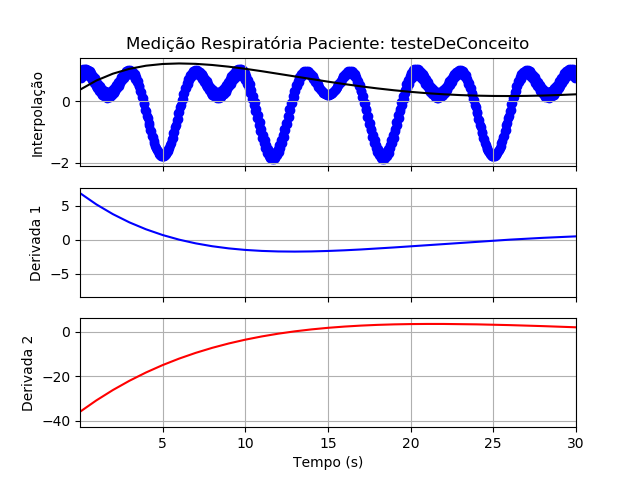 Medição Respiratória Paciente: testeDeConceito
Interpolação
0
−2
Derivada 1
5
0
−5
Derivada 2
0
−20
−40
5 10 15 20 25 30
Tempo (s)